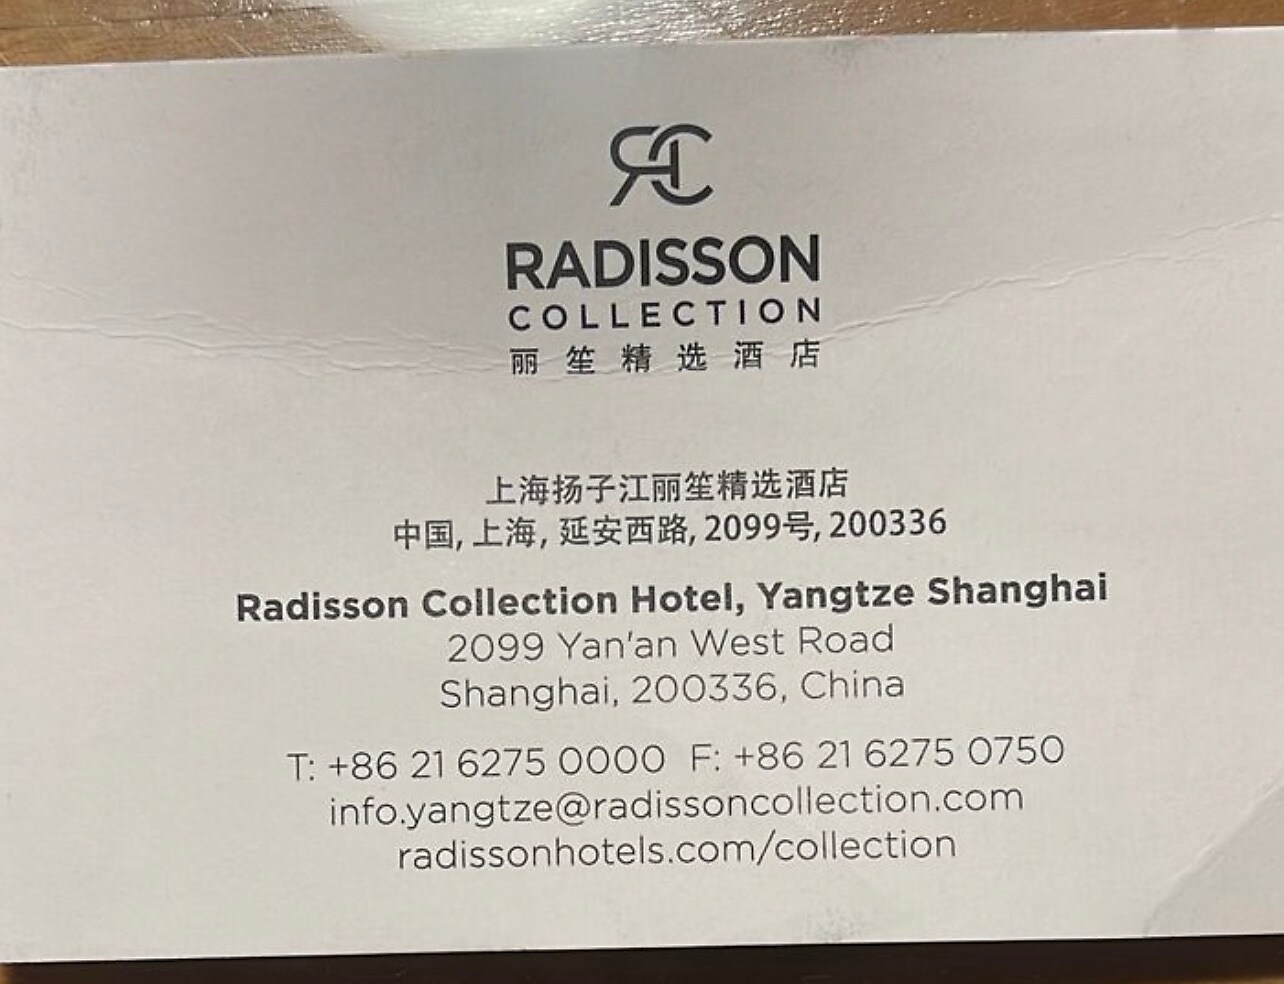 RC
RADISSON
COLLECTION
丽笙精选酒店
上海扬子江丽笙精选酒店
中国, 上海, 延安西路, 2099号, 200336
Radisson Collection Hotel, Yangtze Shanghai
2099 Yan'an West Road
Shanghai, 200336, China
T: +86 21 6275 0000 F: +86 21 6275 0750
info.yangtze@radissoncollection.com
radissonhotels.com/collection